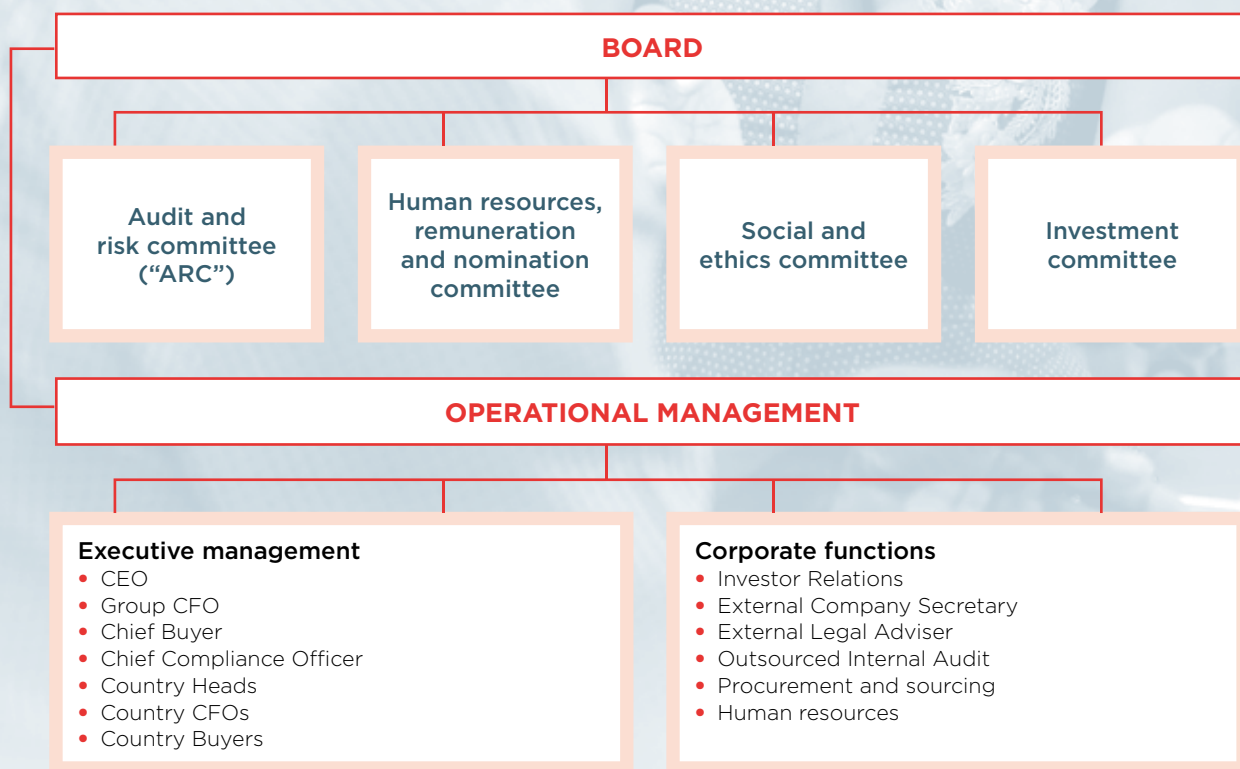 BOARD
Audit and
risk committee
(“ARC”)
Human resources,
remuneration
and nomination
committee
Social and
ethics committee
Investment
committee
OPERATIONAL MANAGEMENT
Executive management
• CEO
• Group CFO
• Chief Buyer
• Chief Compliance Officer
• Country Heads
• Country CFOs
• Country Buyers
Corporate functions
• Investor Relations
• External Company Secretary
• External Legal Adviser
• Outsourced Internal Audit
• Procurement and sourcing
• Human resources